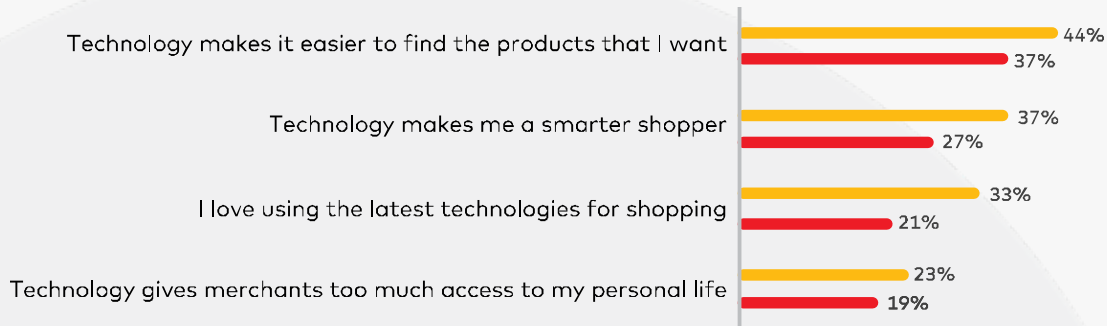 Technology makes it easier to find the products that I want
44%
37%
Technology makes me a smarter shopper
37%
27%
I love using the latest technologies for shopping
33%
21%
Technology gives merchants too much access to my personal life
23%
19%